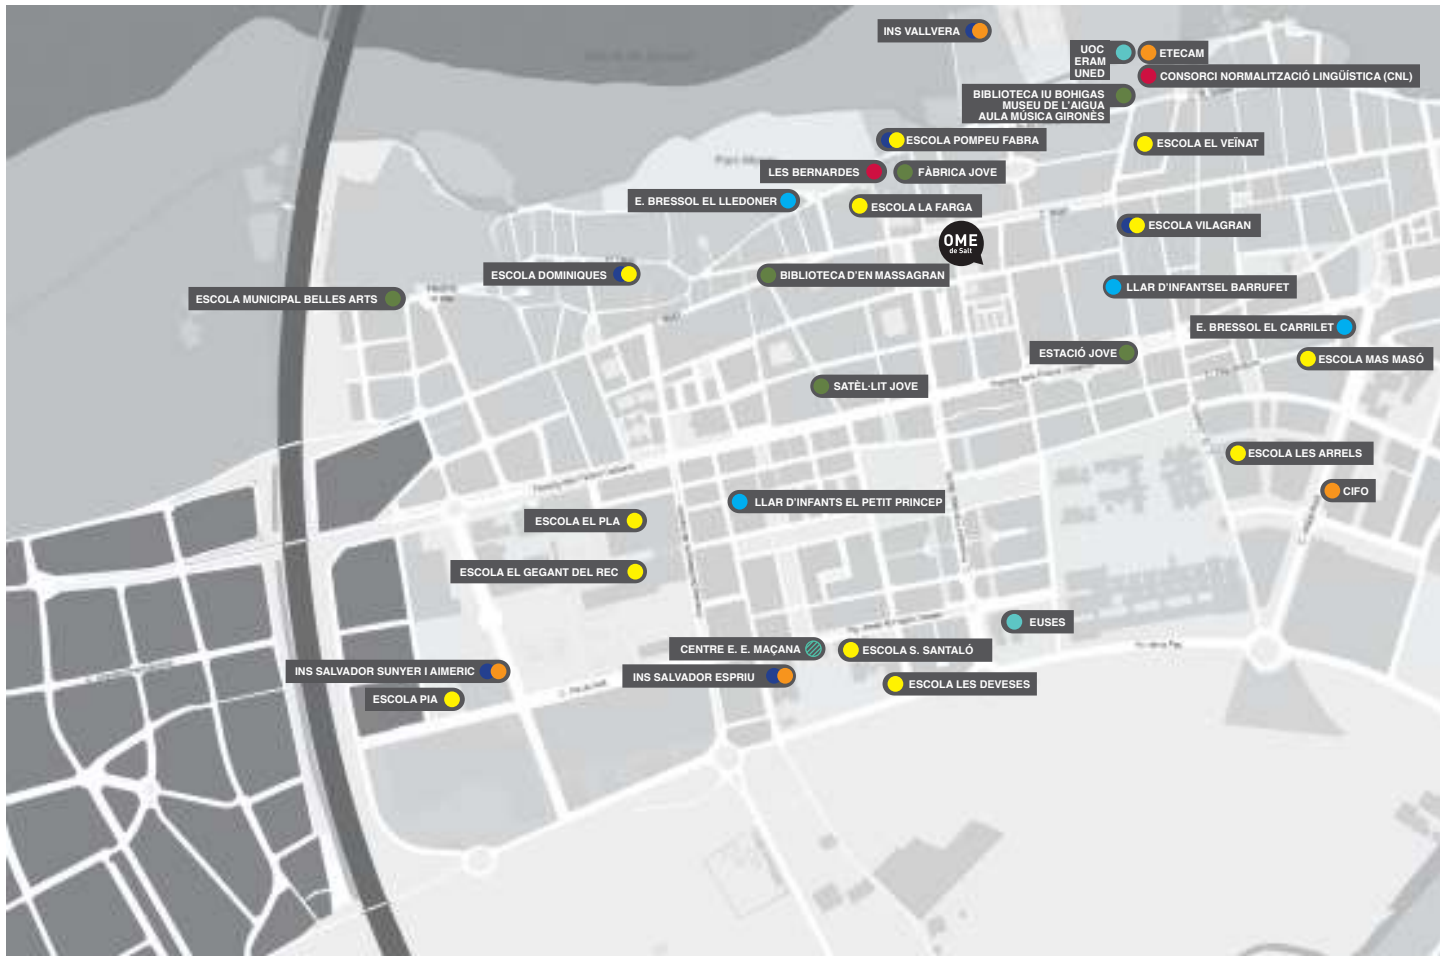 INS VALLVERA
UOC
ERAM
UNED
ETECAM
CONSORCI NORMALITZACIÓ LINGÜÍSTICA (CNL)
BIBLIOTECA IU BOHIGAS
MUSEU DE L'AIGUA
AULA MÚSICA GIRONÈS
ESCOLA POMPEU FABRA
ESCOLA EL VEÏNAT
LES BERNARDES
FÀBRICA JOVE
E. BRESSOL EL LLEDONER
ESCOLA LA FARGA
ESCOLA VILAGRAN
OME
de Salt
ESCOLA DOMINIQUES
BIBLIOTECA D'EN MASSAGRAN
LLAR D'INFANTSEL BARRUFET
ESCOLA MUNICIPAL BELLES ARTS
E. BRESSOL EL CARRILET
ESTACIÓ JOVE
ESCOLA MAS MASÓ
SATÈL·LIT JOVE
ESCOLA LES ARRELS
CIFO
LLAR D'INFANTS EL PETIT PRINCEP
ESCOLA EL PLA
ESCOLA EL GEGANT DEL REC
EUSES
CENTRE E. E. MAÇANA
ESCOLA S. SANTALÓ
INS SALVADOR SUNYER I AIMERIC
INS SALVADOR ESPRIU
ESCOLA LES DEVESES
ESCOLA PIA